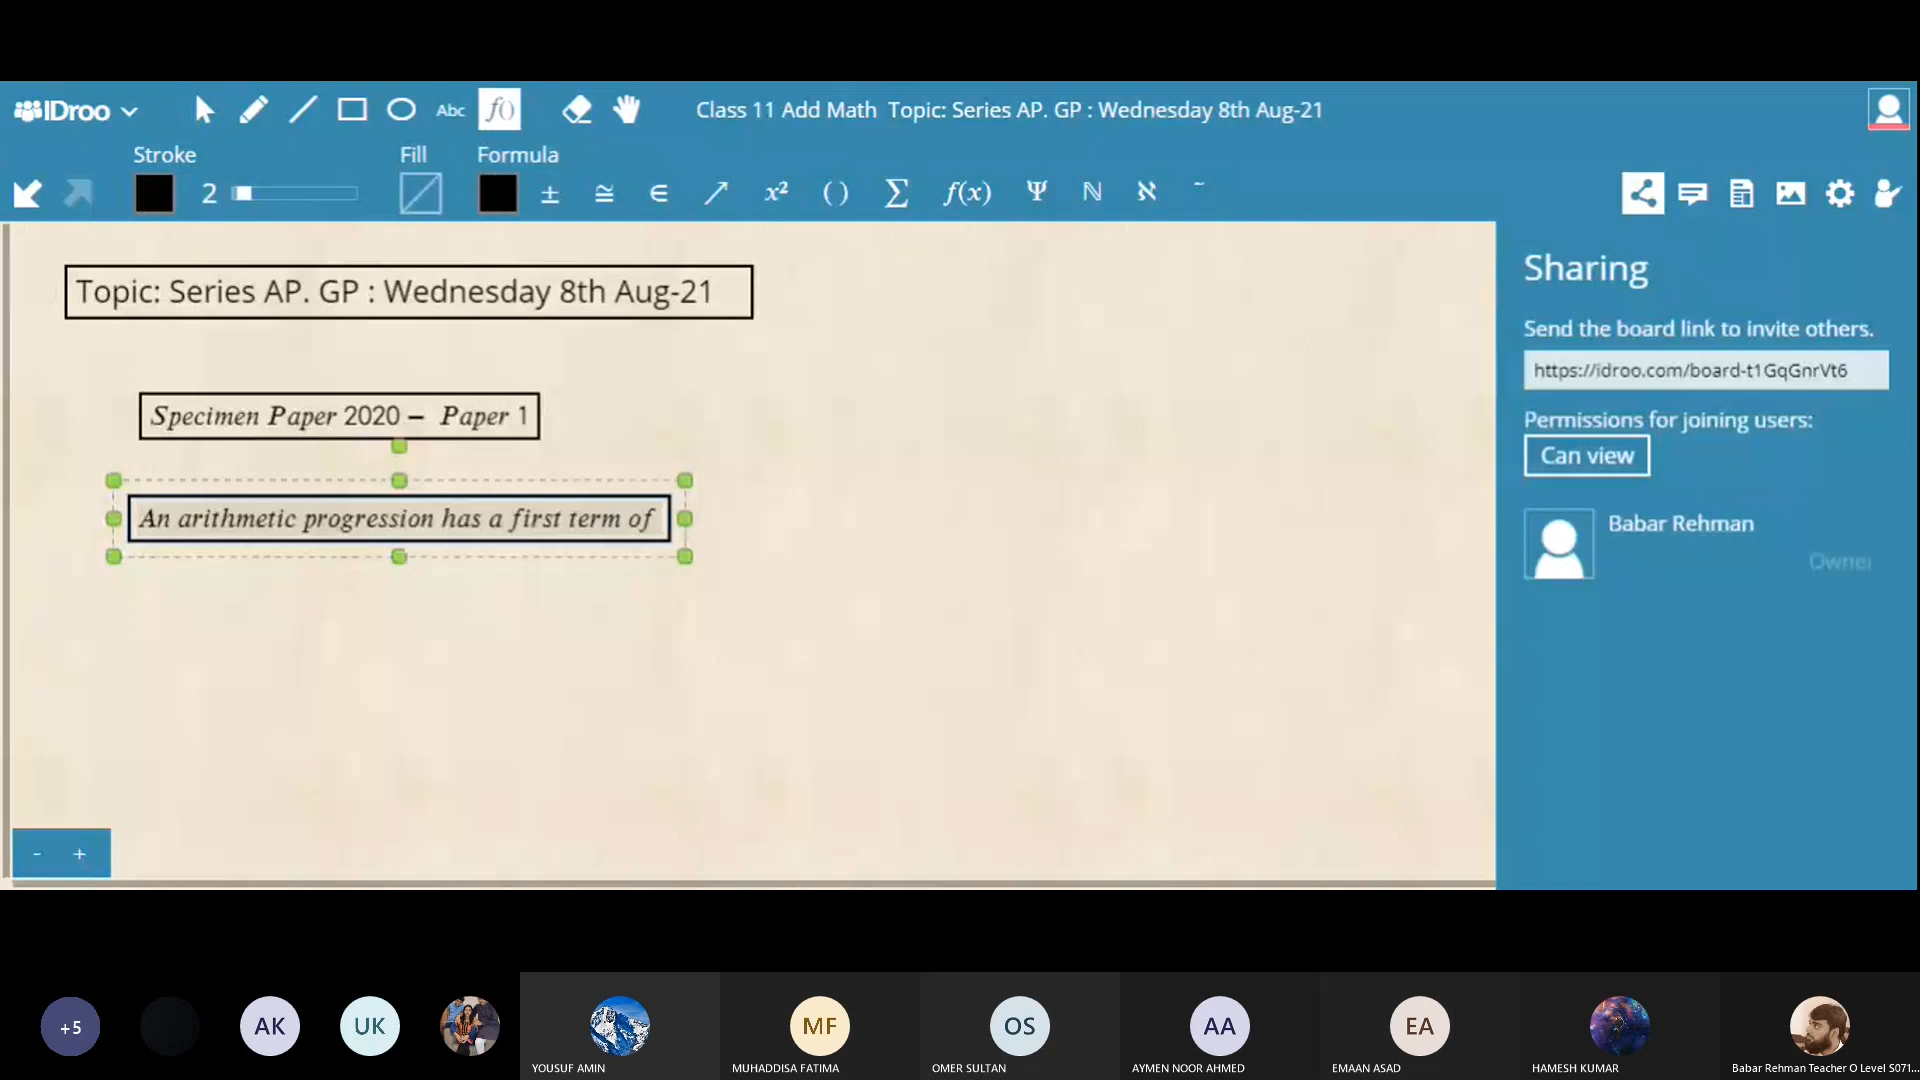 IDroo
Abc
f()
Class 11 Add Math Topic: Series AP. GP : Wednesday 8th Aug-21
Stroke
Fill
Formula
2
± ≅ ∈ x² ( ) ∑ f(x) Ψ ℕ ℵ ~
Topic: Series AP. GP : Wednesday 8th Aug-21
Specimen Paper 2020 – Paper 1
An arithmetic progression has a first term of
- +
Sharing
Send the board link to invite others.
https://idroo.com/board-t1GqGnrVt6
Permissions for joining users:
Can view
Babar Rehman
Owner
+5
AK
UK
YOUSUF AMIN
MF
MUHADDISA FATIMA
OS
OMER SULTAN
AA
AYMEN NOOR AHMED
EA
EMAAN ASAD
HAMESH KUMAR
Babar Rehman Teacher O Level S071...